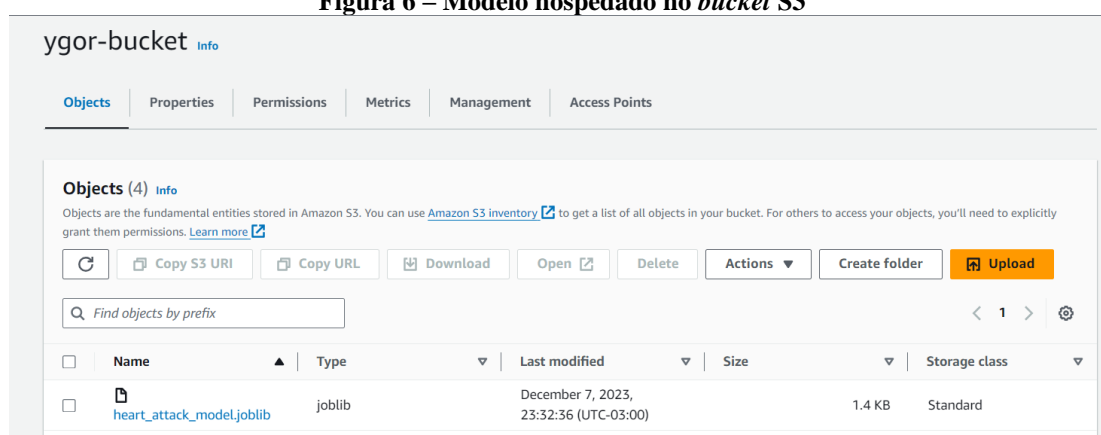 Figura 6 – Modelo hospedado no bucket S3
ygor-bucket Info
Objects Properties Permissions Metrics Management Access Points
Objects (4) Info
Objects are the fundamental entities stored in Amazon S3. You can use Amazon S3 inventory to get a list of all objects in your bucket. For others to access your objects, you'll need to explicitly
grant them permissions. Learn more
Copy S3 URI Copy URL Download Open Delete Actions Create folder Upload
Find objects by prefix 1
Name Type Last modified Size Storage class
heart_attack_model.joblib joblib December 7, 2023, 1.4 KB Standard
23:32:36 (UTC-03:00)